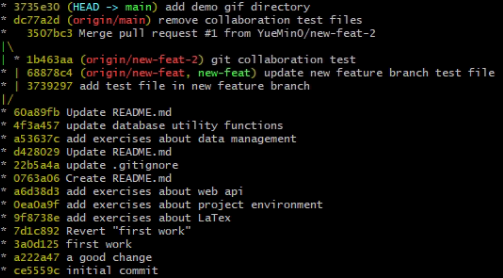 * 3735e30 (HEAD -> main) add demo gif directory
* dc77a2d (origin/main) remove collaboration test files
*   3507bc3 Merge pull request #1 from YueMin0/new-feat-2
|\
| * 1b463aa (origin/new-feat-2) git collaboration test
* | 68878c4 (origin/new-feat, new-feat) update new feature branch test file
* | 3739297 add test file in new feature branch
|/
* 60a89fb Update README.md
* 4f3a457 update database utility functions
* a53637c add exercises about data management
* d428029 Update README.md
* 22b5a4a update .gitignore
* 0763a06 Create README.md
* a6d38d3 add exercises about web api
* 0ea0a9f add exercises about project environment
* 9f8738e add exercises about LaTex
* 7d1c892 Revert "first work"
* 3a0d125 first work
* a222a47 a good change
* ce5559c initial commit